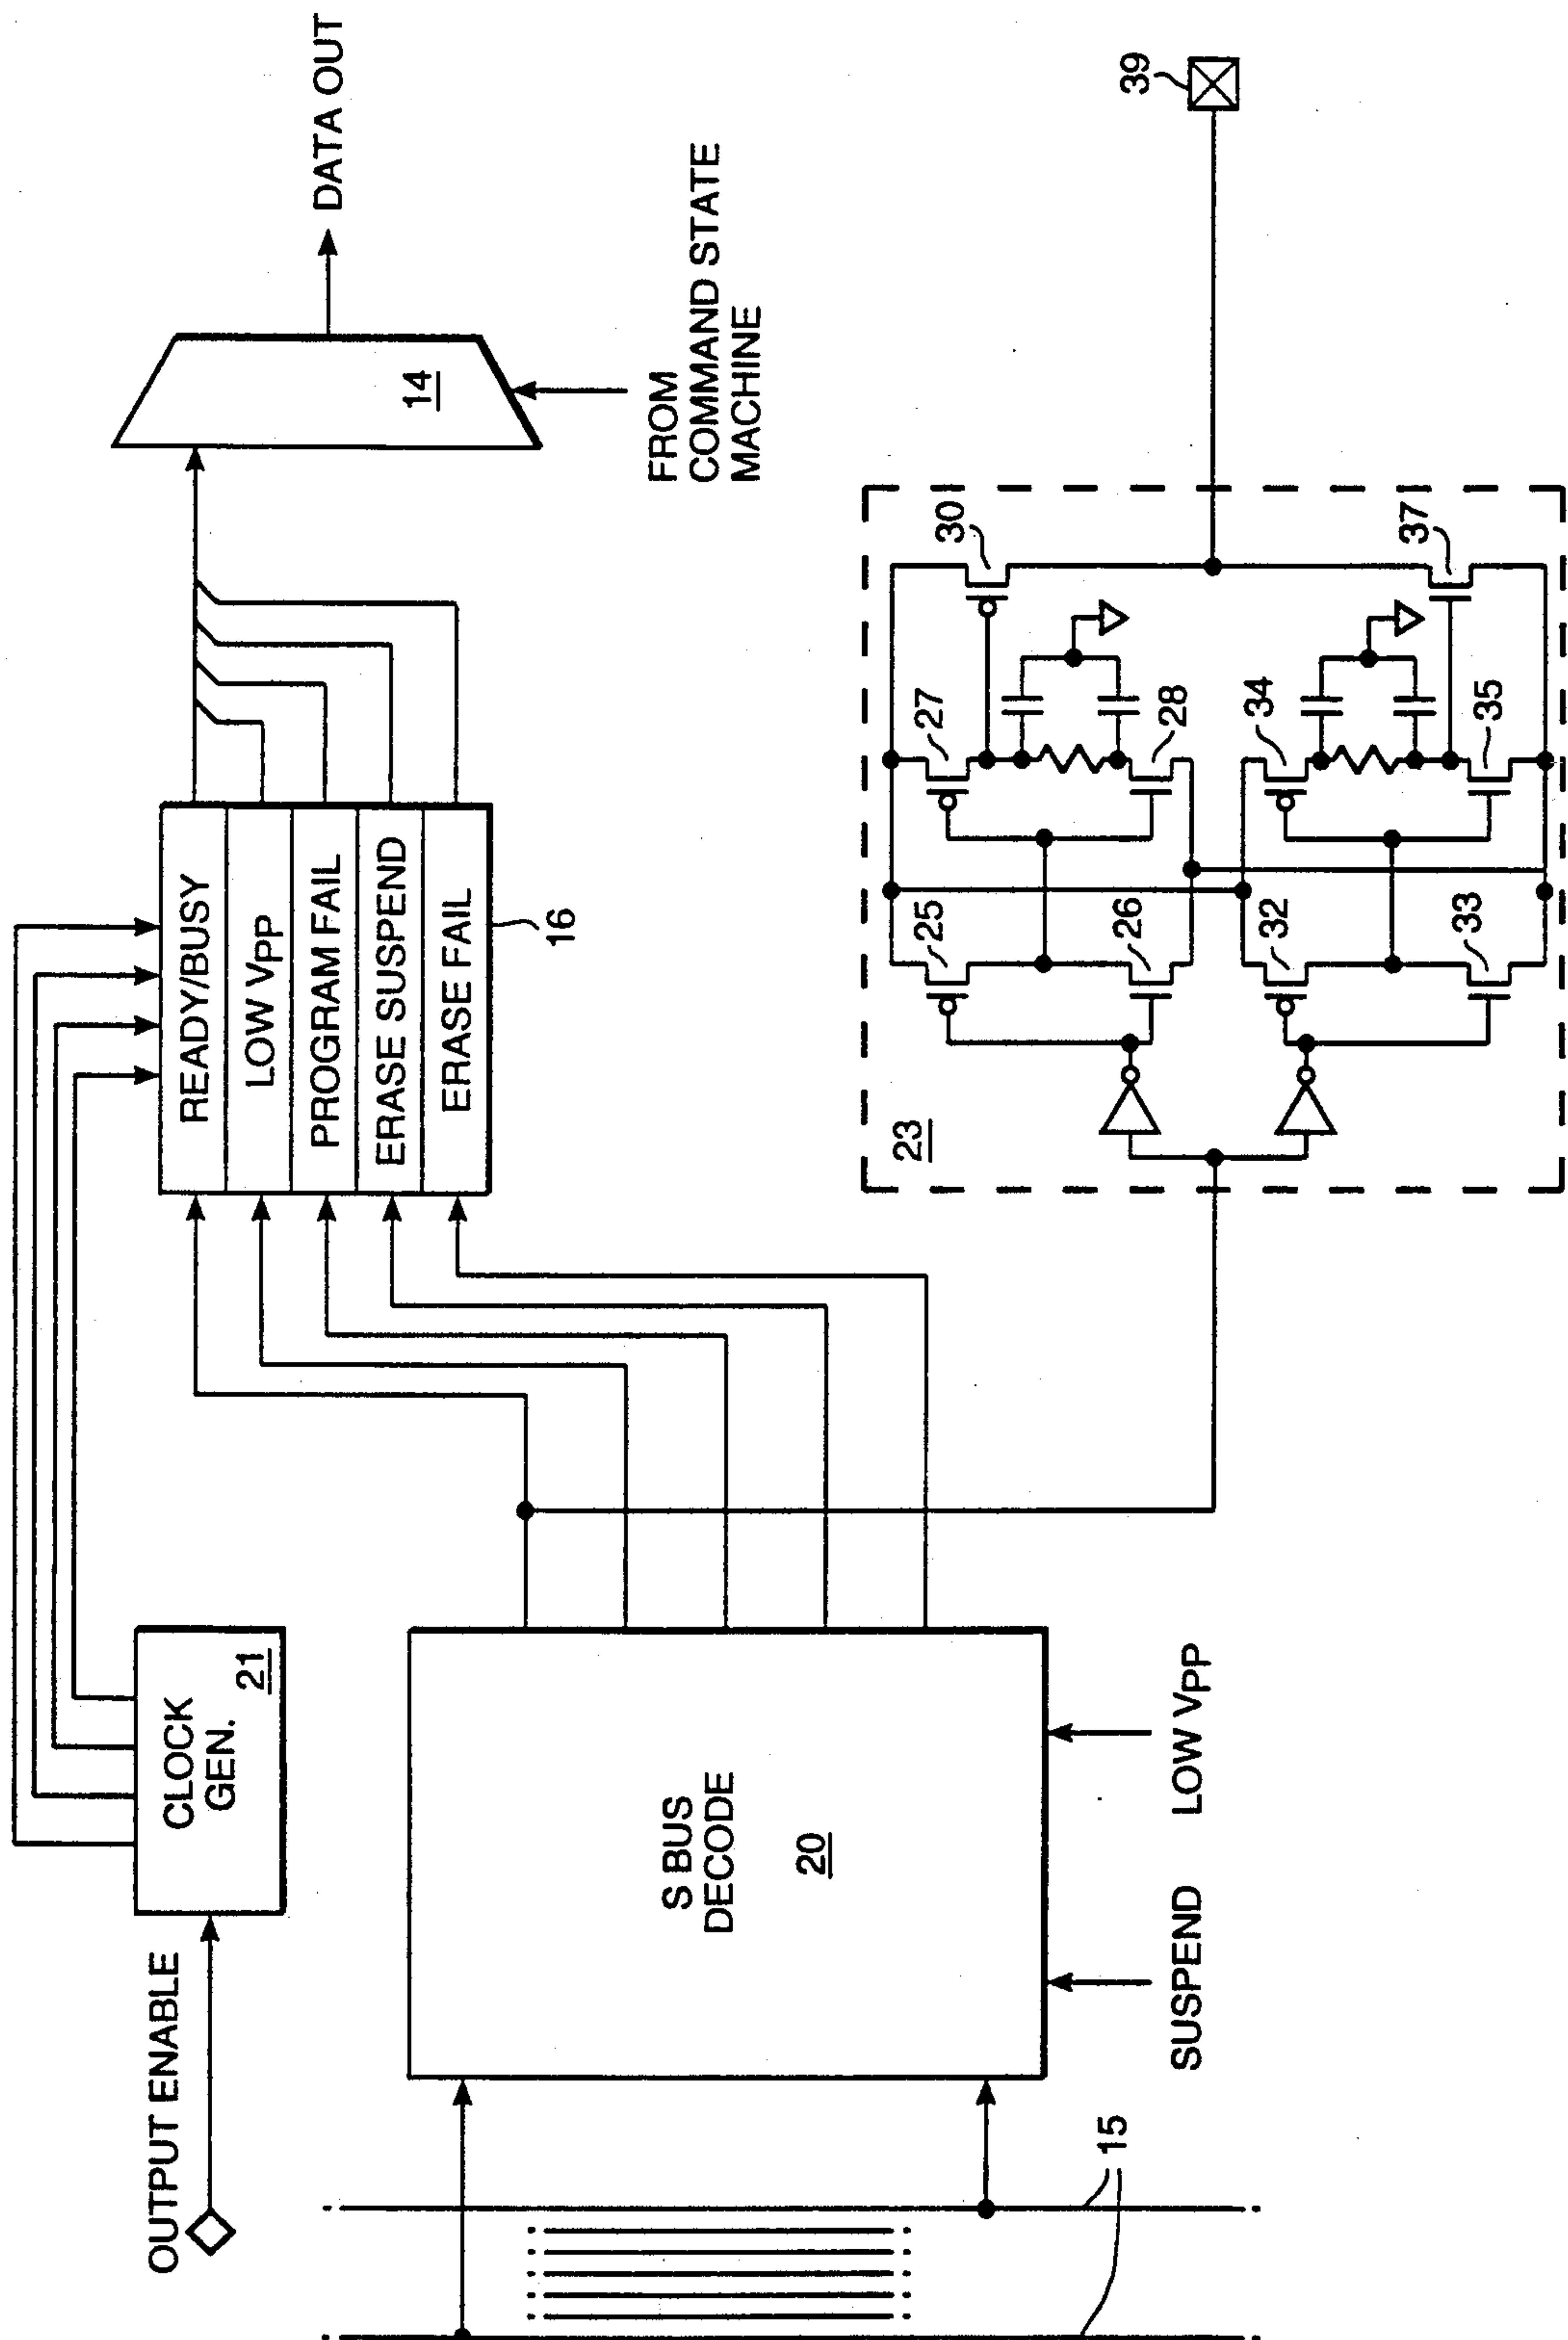 OUTPUT ENABLE
CLOCK
GEN.
21
READY/BUSY
LOW VPP
PROGRAM FAIL
ERASE SUSPEND
ERASE FAIL
16
14
DATA OUT
FROM
COMMAND STATE
MACHINE
S BUS
DECODE
20
15
SUSPEND
LOW VPP
23
25
26
27
28
30
32
33
34
35
37
39